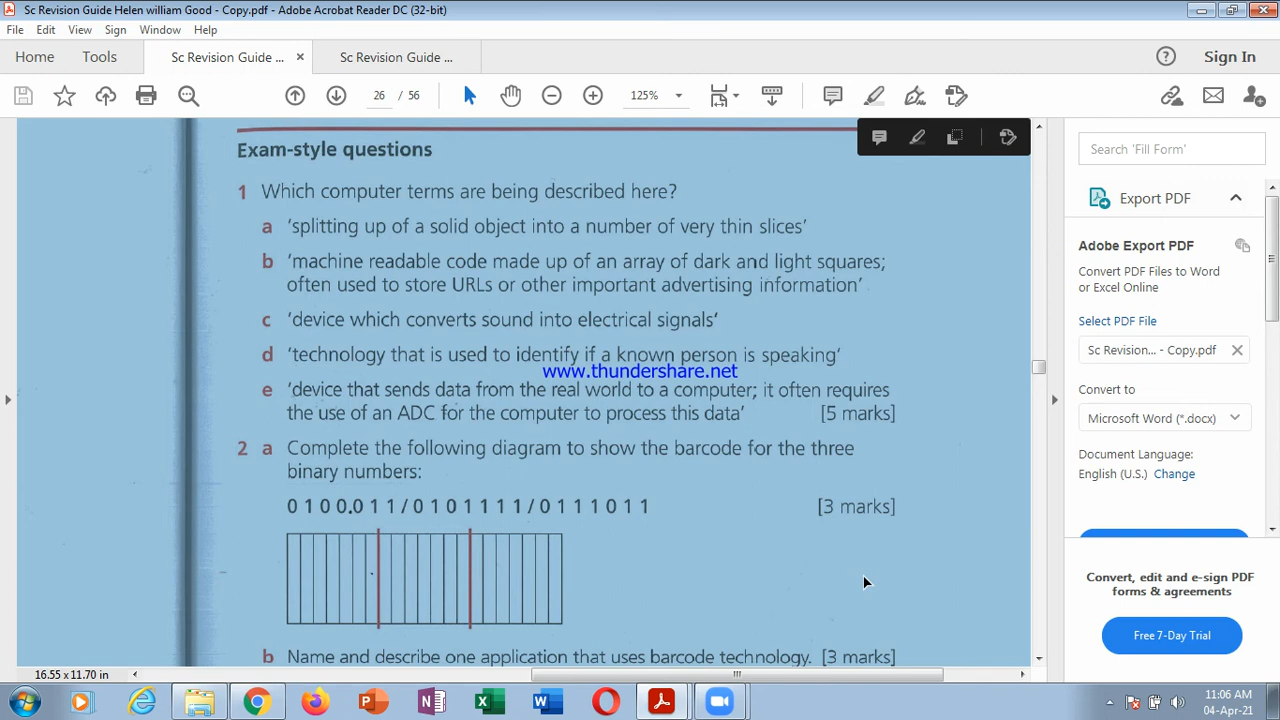 Sc Revision Guide Helen william Good - Copy.pdf - Adobe Acrobat Reader DC (32-bit)
File Edit View Sign Window Help
Home Tools Sc Revision Guide ... × Sc Revision Guide ... ? Sign In
26 / 56 125%
Exam-style questions
1 Which computer terms are being described here?
a ‘splitting up of a solid object into a number of very thin slices’
b ‘machine readable code made up of an array of dark and light squares;
often used to store URLs or other important advertising information’
c ‘device which converts sound into electrical signals’
d ‘technology that is used to identify if a known person is speaking’
www.thundershare.net
e ‘device that sends data from the real world to a computer; it often requires
the use of an ADC for the computer to process this data’ [5 marks]
2 a Complete the following diagram to show the barcode for the three
binary numbers:
0 1 0 0.0 1 1 / 0 1 0 1 1 1 1 / 0 1 1 1 0 1 1 [3 marks]
b Name and describe one application that uses barcode technology. [3 marks]
16.55 x 11.70 in
Search 'Fill Form'
Export PDF
Adobe Export PDF
Convert PDF Files to Word
or Excel Online
Select PDF File
Sc Revision... - Copy.pdf
Convert to
Microsoft Word (*.docx)
Document Language:
English (U.S.) Change
Convert, edit and e-sign PDF
forms & agreements
Free 7-Day Trial
11:06 AM
04-Apr-21